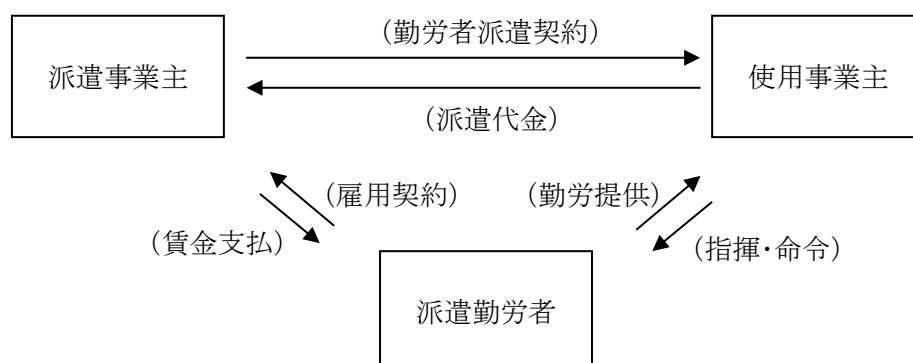 (勤労者派遣契約)
派遣事業主
使用事業主
(派遣代金)
(雇用契約)
(勤労提供)
(賃金支払)
(指揮・命令)
派遣勤労者